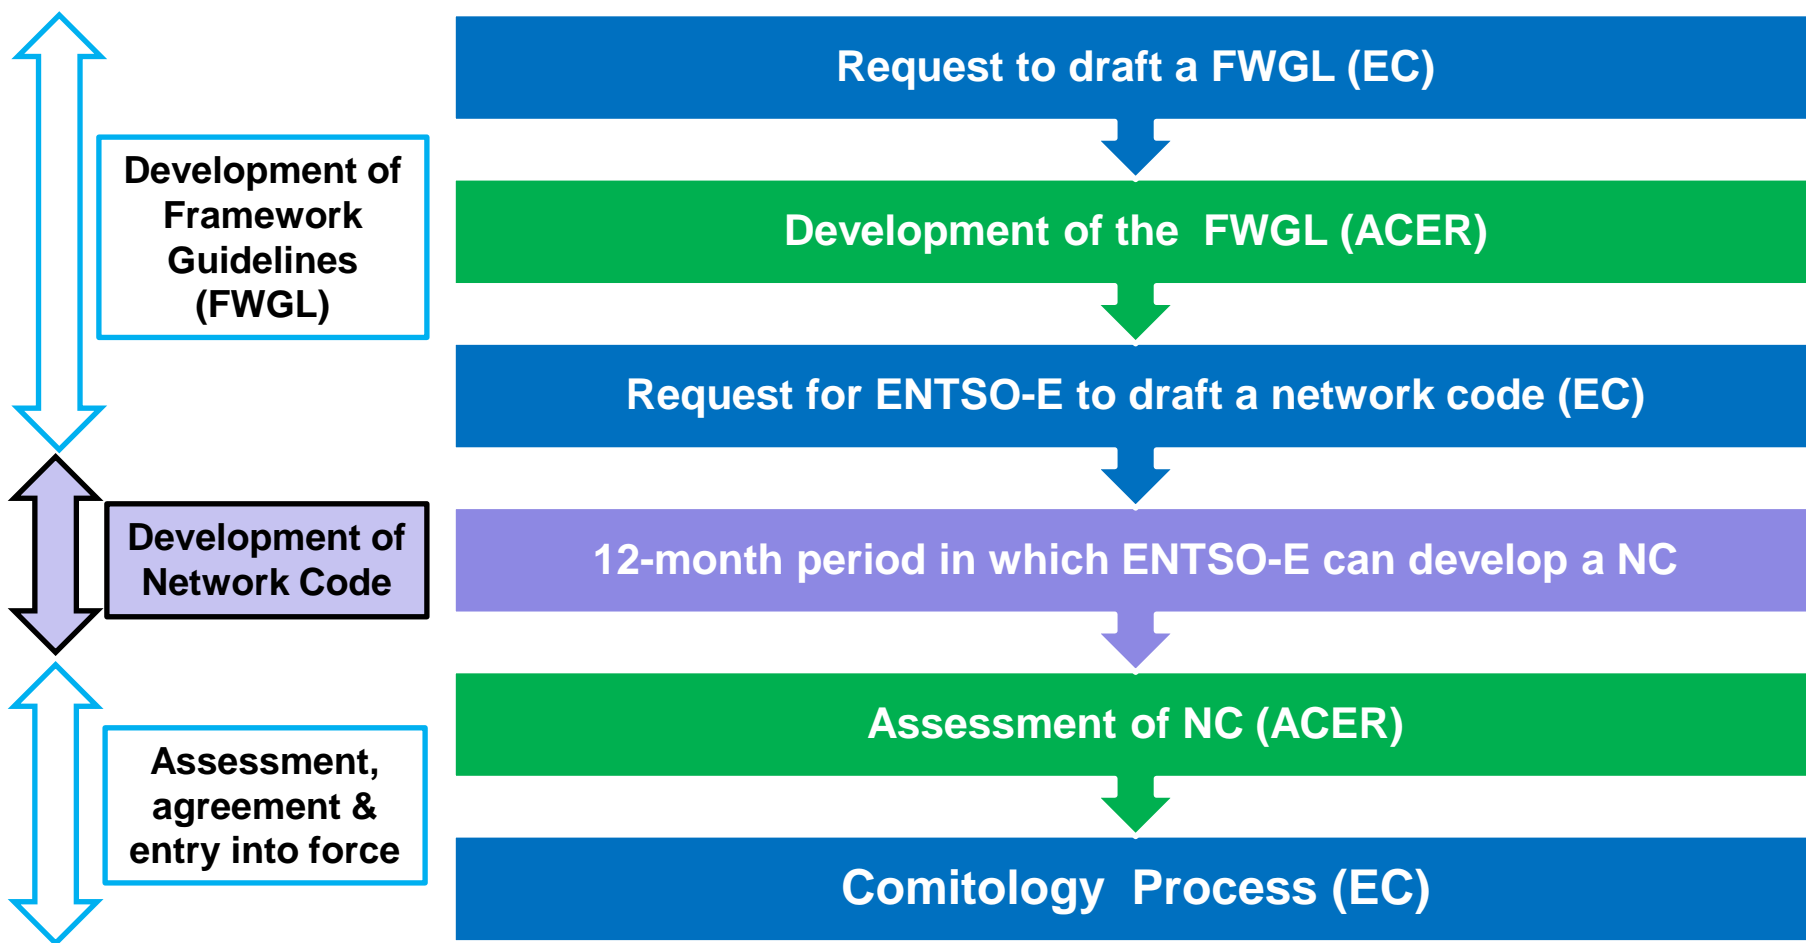 Request to draft a FWGL (EC)
Development of
Framework
Guidelines
(FWGL)
Development of the FWGL (ACER)
Request for ENTSO-E to draft a network code (EC)
Development of
Network Code
12-month period in which ENTSO-E can develop a NC
Assessment of NC (ACER)
Assessment,
agreement &
entry into force
Comitology Process (EC)